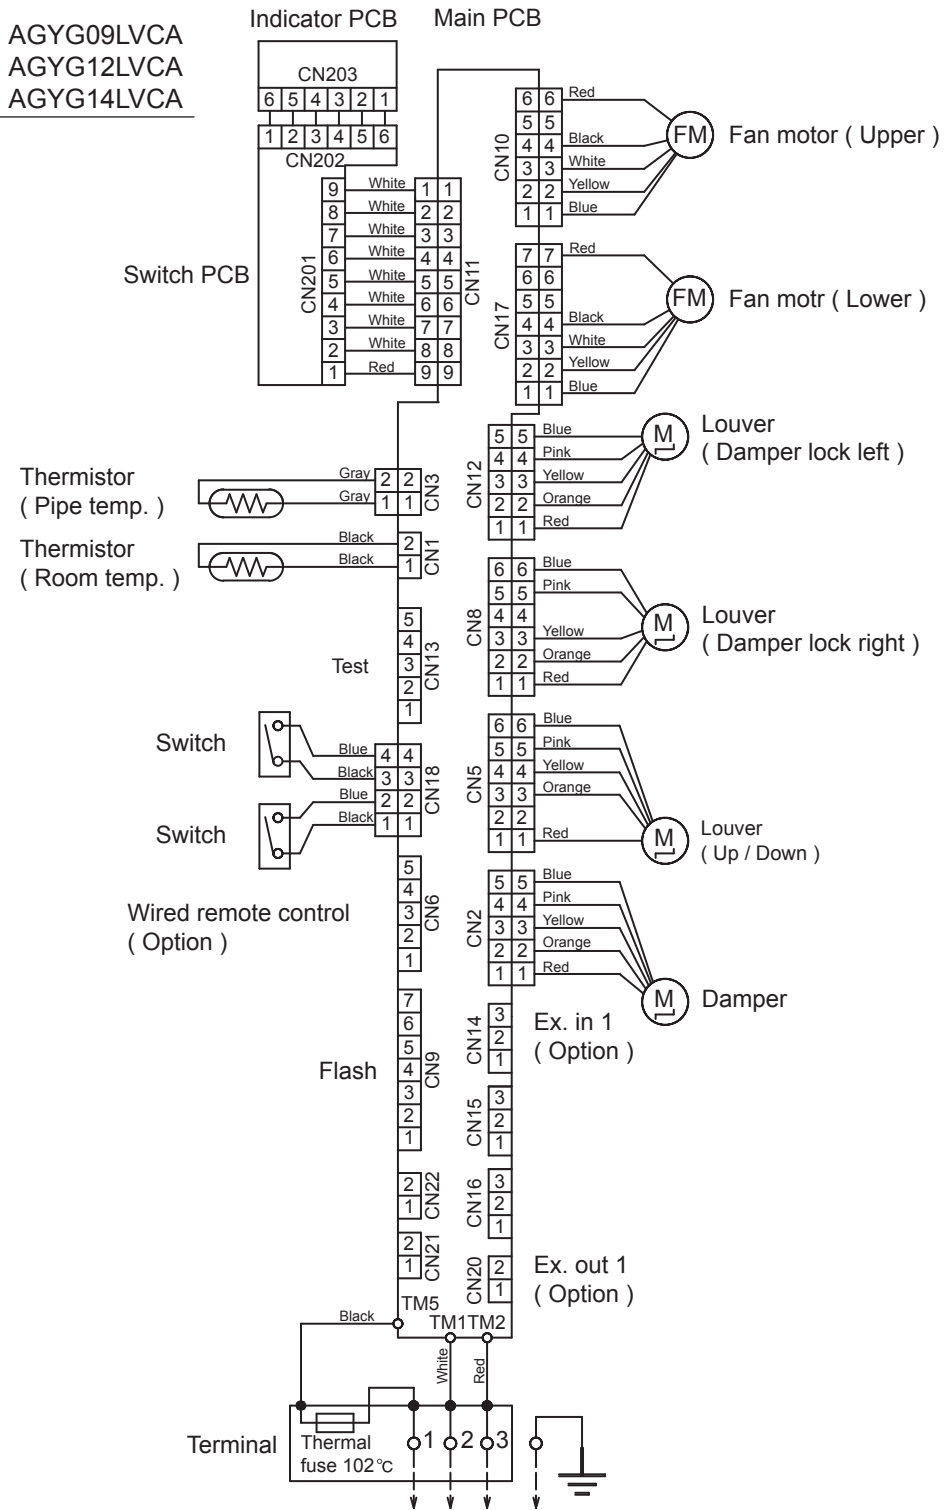 AGYG09LVCA
AGYG12LVCA
AGYG14LVCA
Indicator PCB
Main PCB
CN203
6 5 4 3 2 1
1 2 3 4 5 6
CN202
Switch PCB
CN201
9 White 1 1
8 White 2 2
7 White 3 3
6 White 4 4
5 White 5 5
4 White 6 6
3 White 7 7
2 White 8 8
1 Red 9 9
CN11
CN10
6 6 Red
5 5
4 4 Black
3 3 White
2 2 Yellow
1 1 Blue
FM
Fan motor ( Upper )
CN17
7 7 Red
6 6
5 5
4 4 Black
3 3 White
2 2 Yellow
1 1 Blue
FM
Fan motr ( Lower )
CN12
5 5 Blue
4 4 Pink
3 3 Yellow
2 2 Orange
1 1 Red
M
Louver
( Damper lock left )
Thermistor
( Pipe temp. )
Gray 2 2
Gray 1 1
CN3
Thermistor
( Room temp. )
Black 2
Black 1
CN1
CN8
6 6 Blue
5 5 Pink
4 4
3 3 Yellow
2 2 Orange
1 1 Red
M
Louver
( Damper lock right )
Test
5
4
3
2
1
CN13
Switch
Switch
Blue 4 4
Black 3 3
Blue 2 2
Black 1 1
CN18
CN5
6 6 Blue
5 5 Pink
4 4 Yellow
3 3 Orange
2 2
1 1 Red
M
Louver
( Up / Down )
Wired remote control
( Option )
5
4
3
2
1
CN6
CN2
5 5 Blue
4 4 Pink
3 3 Yellow
2 2 Orange
1 1 Red
M
Damper
Flash
7
6
5
4
3
2
1
CN9
CN14
3
2
1
Ex. in 1
( Option )
CN15
3
2
1
2
1
CN22
CN16
3
2
1
2
1
CN21
CN20
2
1
Ex. out 1
( Option )
TM5
Black
TM1TM2
White
Red
Terminal
Thermal
fuse 102°C
1 2 3